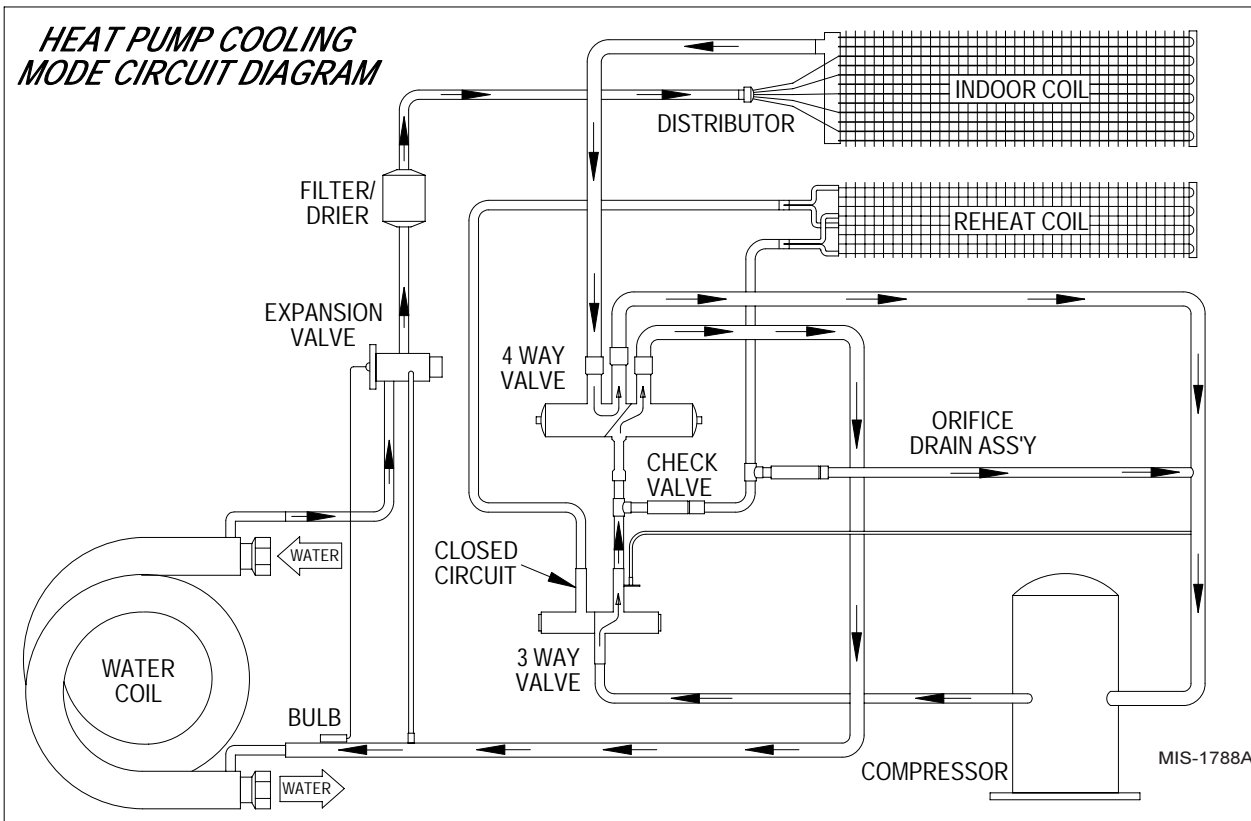 HEAT PUMP COOLING
MODE CIRCUIT DIAGRAM
INDOOR COIL
DISTRIBUTOR
FILTER/
DRIER
REHEAT COIL
EXPANSION
VALVE
4 WAY
VALVE
ORIFICE
DRAIN ASS'Y
CHECK
VALVE
WATER
CLOSED
CIRCUIT
3 WAY
VALVE
WATER
COIL
BULB
COMPRESSOR
MIS-1788A
WATER